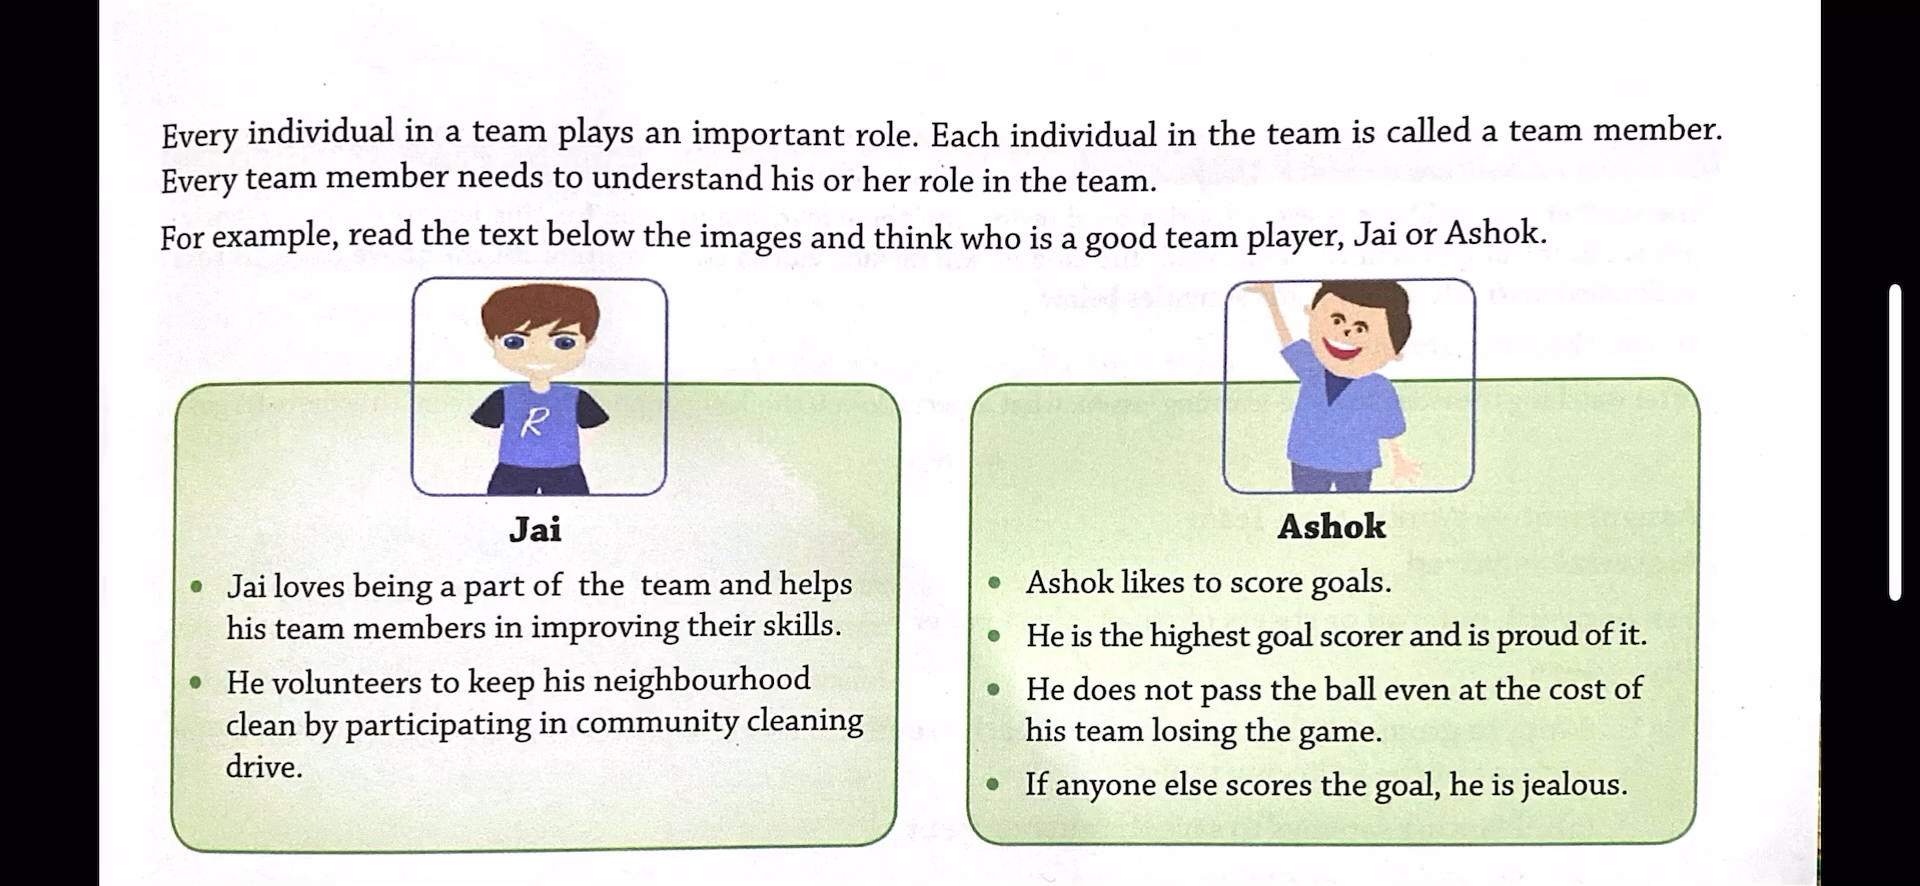 Every individual in a team plays an important role. Each individual in the team is called a team member.
Every team member needs to understand his or her role in the team.
For example, read the text below the images and think who is a good team player, Jai or Ashok.
R
Jai
• Jai loves being a part of the team and helps
his team members in improving their skills.
• He volunteers to keep his neighbourhood
clean by participating in community cleaning
drive.
Ashok
• Ashok likes to score goals.
• He is the highest goal scorer and is proud of it.
• He does not pass the ball even at the cost of
his team losing the game.
• If anyone else scores the goal, he is jealous.